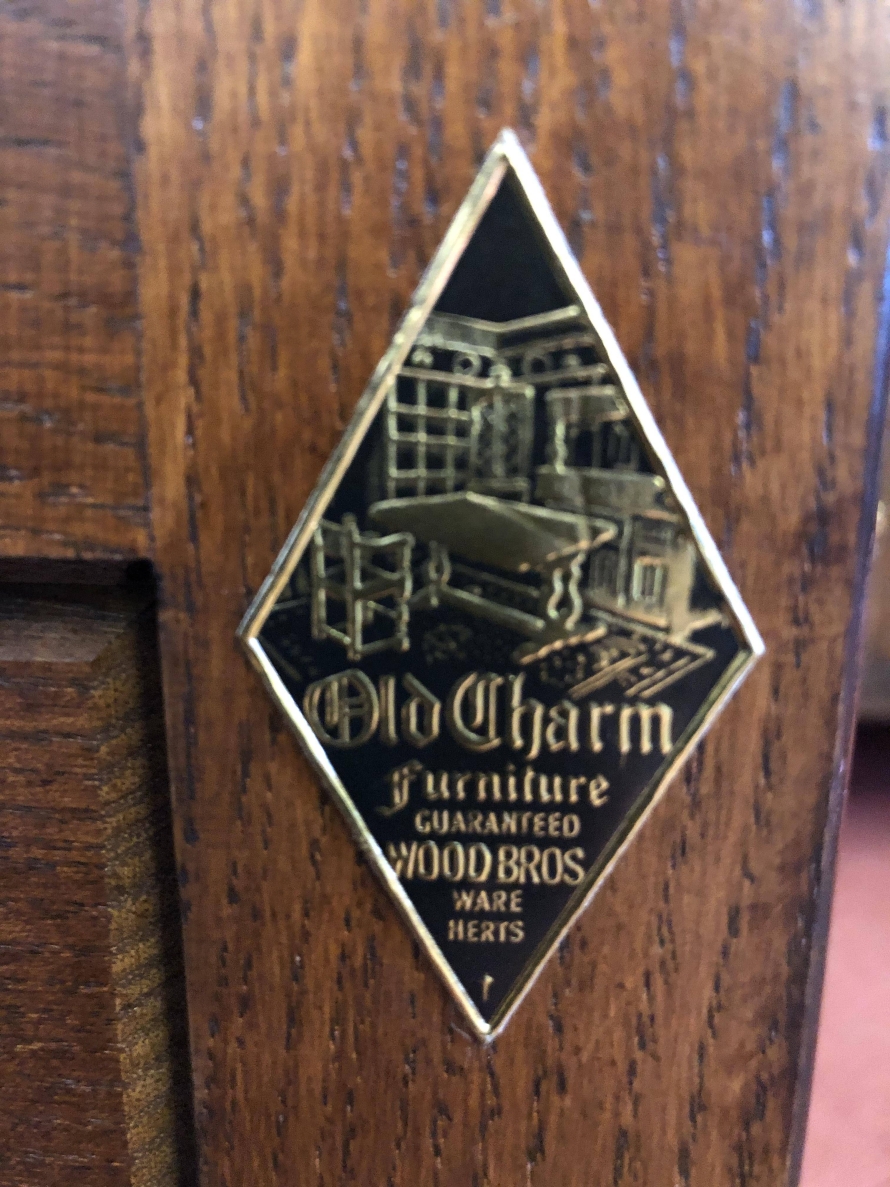 Old Charm
Furniture
GUARANTEED
WOOD BROS
WARE
HERTS